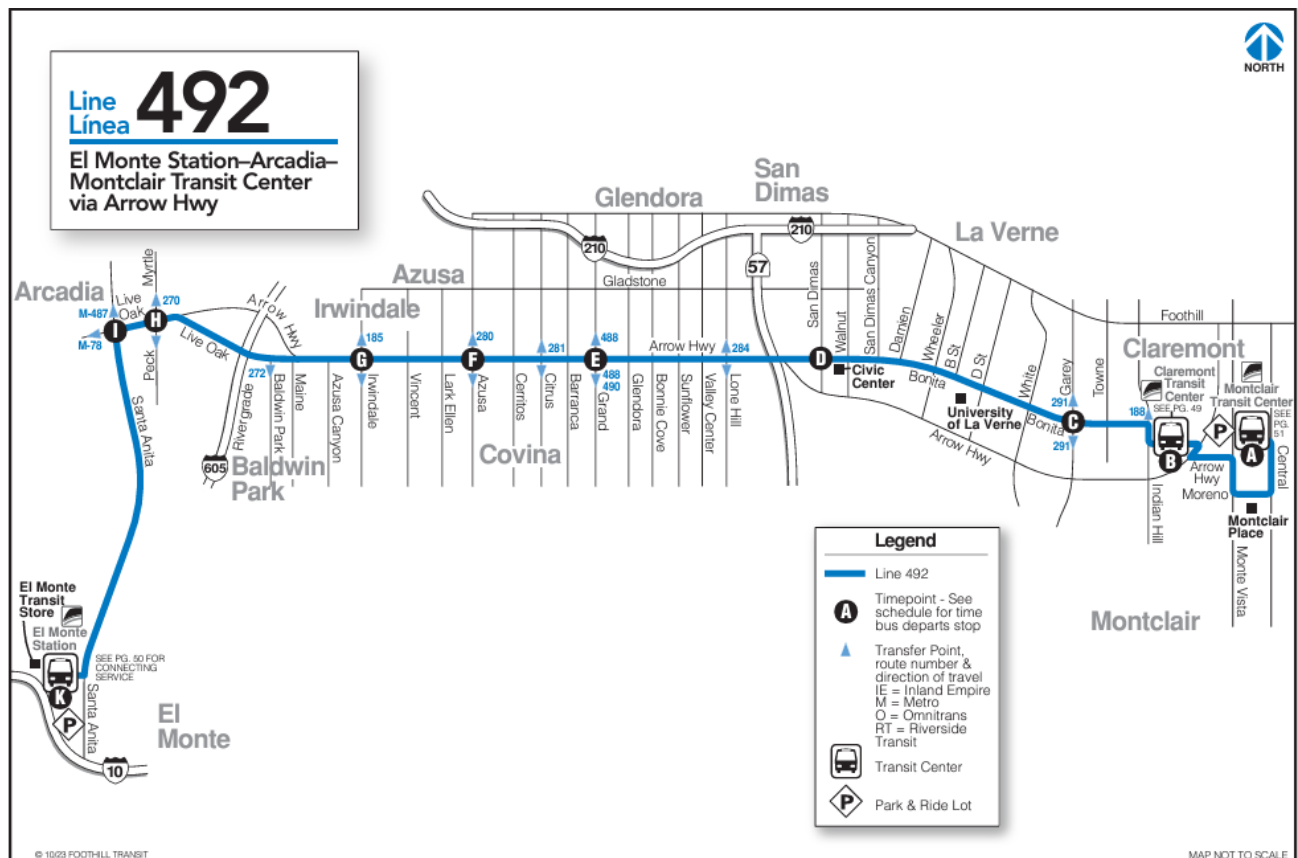 NORTH
Line
Línea
492
El Monte Station–Arcadia–
Montclair Transit Center
via Arrow Hwy
San
Dimas
Glendora
210
210
57
La Verne
Azusa
Gladstone
Irwindale
Arcadia
Live
Oak
Myrtle
270
M-487
I
H
M-78
Peck
Live Oak
Arrow Hwy
Santa Anita
605
Rivergrade
Baldwin
Park
272
Baldwin Park
Maine
Azusa Canyon
185
G
Irwindale
Vincent
Lark Ellen
280
F
Azusa
Cerritos
281
Citrus
Barranca
488
E
488
490
Grand
Covina
Glendora
Bonnie Cove
Sunflower
Valley Center
Arrow Hwy
284
Lone Hill
San Dimas
D
Walnut
Civic
Center
San Dimas Canyon
Damien
Wheeler
Bonita
B St
D St
University
of La Verne
Arrow Hwy
White
Bonita
Garey
291
C
291
Towne
Foothill
Claremont
Claremont
Transit
Center
SEE PG. 49
188
B
Indian Hill
P
Montclair
Transit Center
SEE
PG.
51
A
Central
Arrow
Hwy
Moreno
Montclair
Place
Monte Vista
Montclair
El Monte
Transit
Store
El Monte
Station
SEE PG. 50 FOR
CONNECTING
SERVICE
K
P
Santa Anita
El
Monte
10
Legend
Line 492
A
Timepoint - See
schedule for time
bus departs stop
Transfer Point,
route number &
direction of travel
IE = Inland Empire
M = Metro
O = Omnitrans
RT = Riverside
Transit
Transit Center
P
Park & Ride Lot
© 10/23 FOOTHILL TRANSIT
MAP NOT TO SCALE